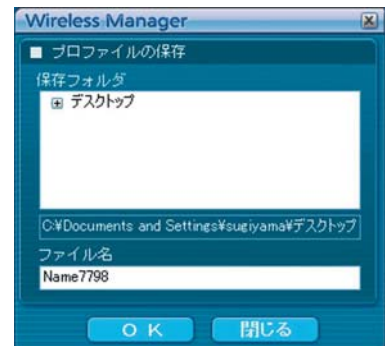 Wireless Manager
■ プロファイルの保存
保存フォルダ
デスクトップ
C:¥Documents and Settings¥sugiyama¥デスクトップ
ファイル名
Name7798
OK 閉じる